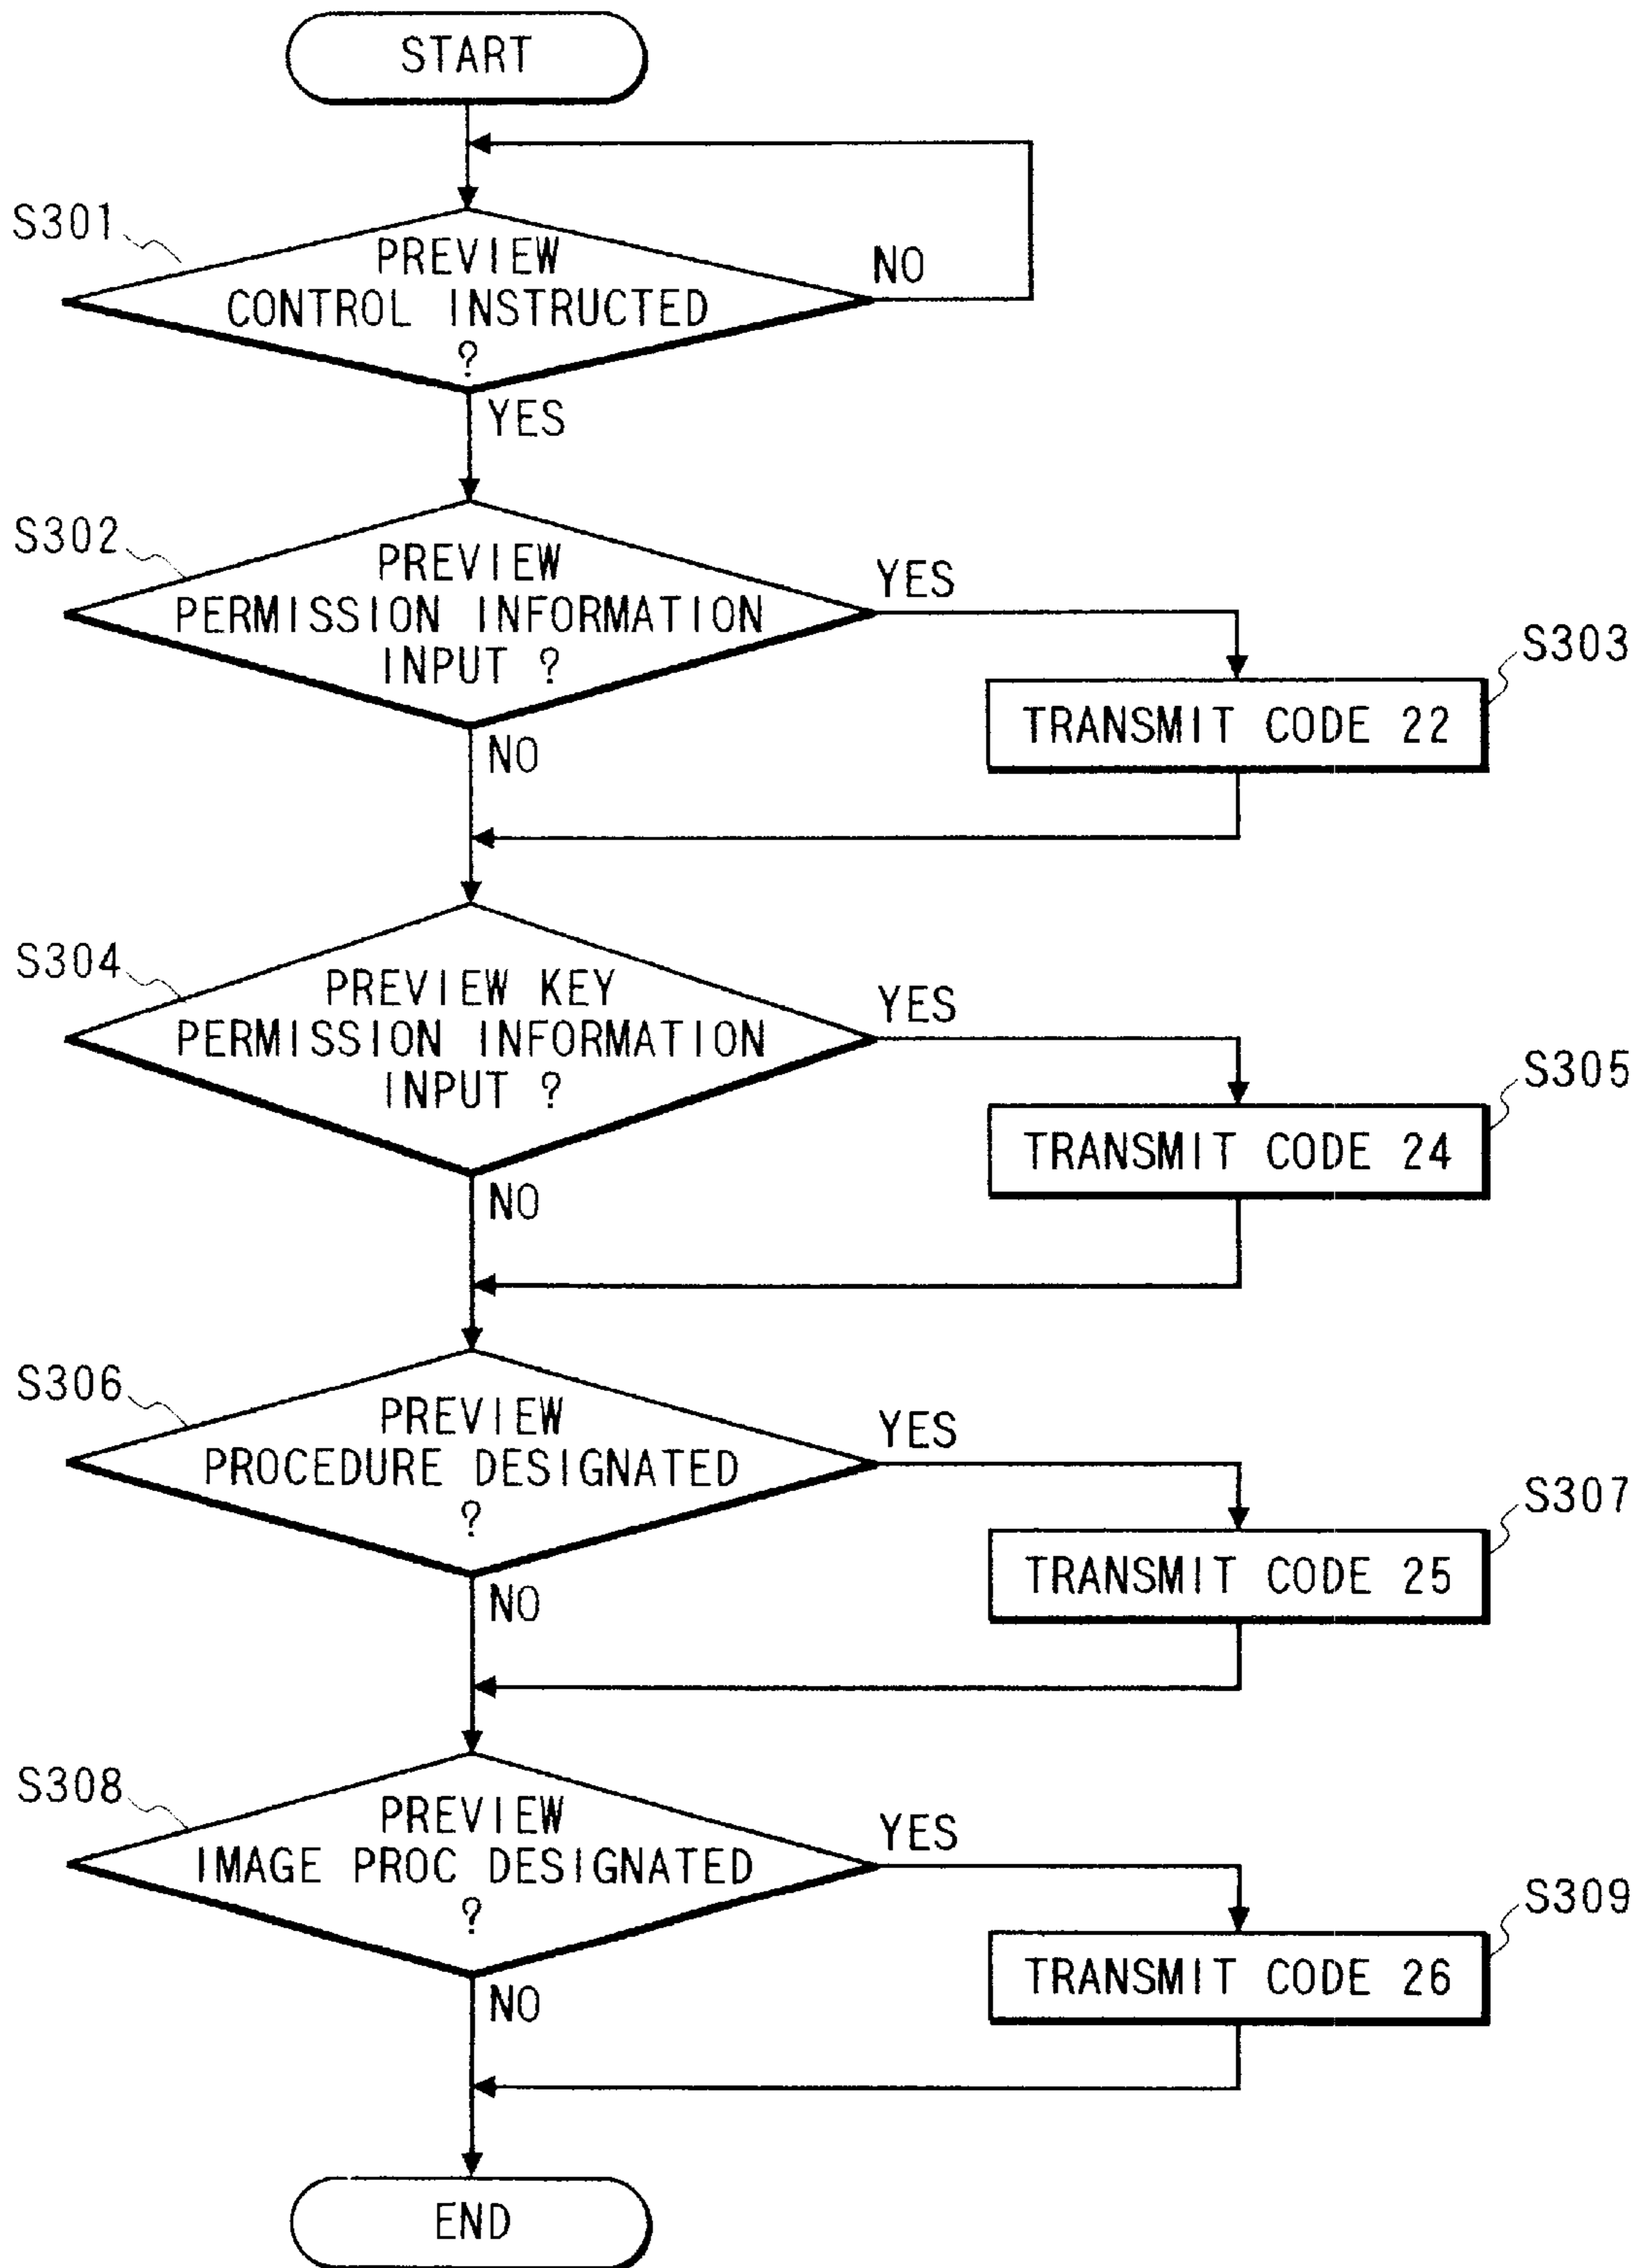 START
S301
PREVIEW
CONTROL INSTRUCTED
?
NO
YES
S302
PREVIEW
PERMISSION INFORMATION
INPUT ?
YES
NO
S303
TRANSMIT CODE 22
S304
PREVIEW KEY
PERMISSION INFORMATION
INPUT ?
YES
NO
S305
TRANSMIT CODE 24
S306
PREVIEW
PROCEDURE DESIGNATED
?
YES
NO
S307
TRANSMIT CODE 25
S308
PREVIEW
IMAGE PROC DESIGNATED
?
YES
NO
S309
TRANSMIT CODE 26
END